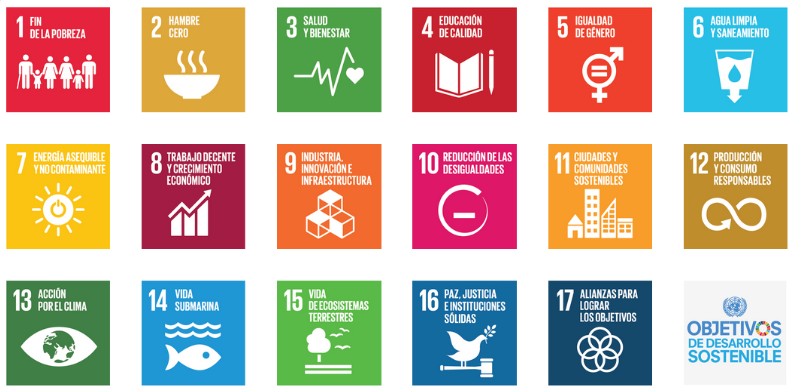 1 FIN
DE LA POBREZA
2 HAMBRE
CERO
3 SALUD
Y BIENESTAR
4 EDUCACIÓN
DE CALIDAD
5 IGUALDAD
DE GÉNERO
6 AGUA LIMPIA
Y SANEAMIENTO
7 ENERGÍA ASEQUIBLE
Y NO CONTAMINANTE
8 TRABAJO DECENTE
Y CRECIMIENTO
ECONÓMICO
9 INDUSTRIA,
INNOVACIÓN E
INFRAESTRUCTURA
10 REDUCCIÓN DE LAS
DESIGUALDADES
11 CIUDADES Y
COMUNIDADES
SOSTENIBLES
12 PRODUCCIÓN
Y CONSUMO
RESPONSABLES
13 ACCIÓN
POR EL CLIMA
14 VIDA
SUBMARINA
15 VIDA
DE ECOSISTEMAS
TERRESTRES
16 PAZ, JUSTICIA
E INSTITUCIONES
SÓLIDAS
17 ALIANZAS PARA
LOGRAR
LOS OBJETIVOS
OBJETIVOS
DE DESARROLLO
SOSTENIBLE